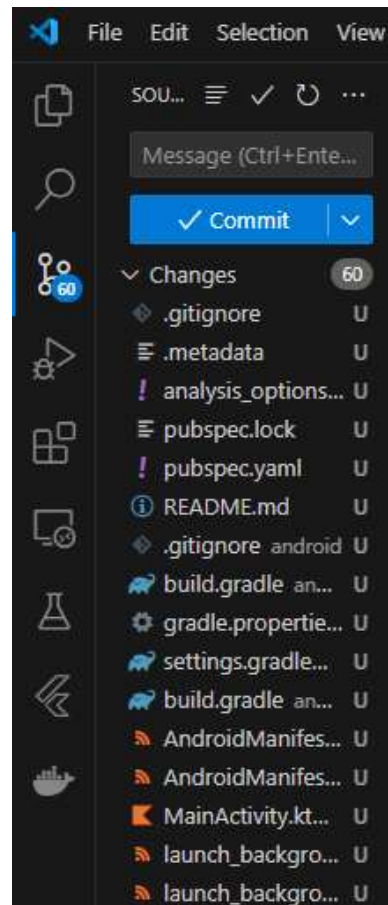 File Edit Selection View
SOU...
Message (Ctrl+Ente...
Commit
Changes 60
60
.gitignore U
.metadata U
analysis_options... U
pubspec.lock U
pubspec.yaml U
README.md U
.gitignore android U
build.gradle an... U
gradle.propertie... U
settings.gradle... U
build.gradle an... U
AndroidManifes... U
AndroidManifes... U
MainActivity.kt... U
launch_backgro... U
launch_backgro... U